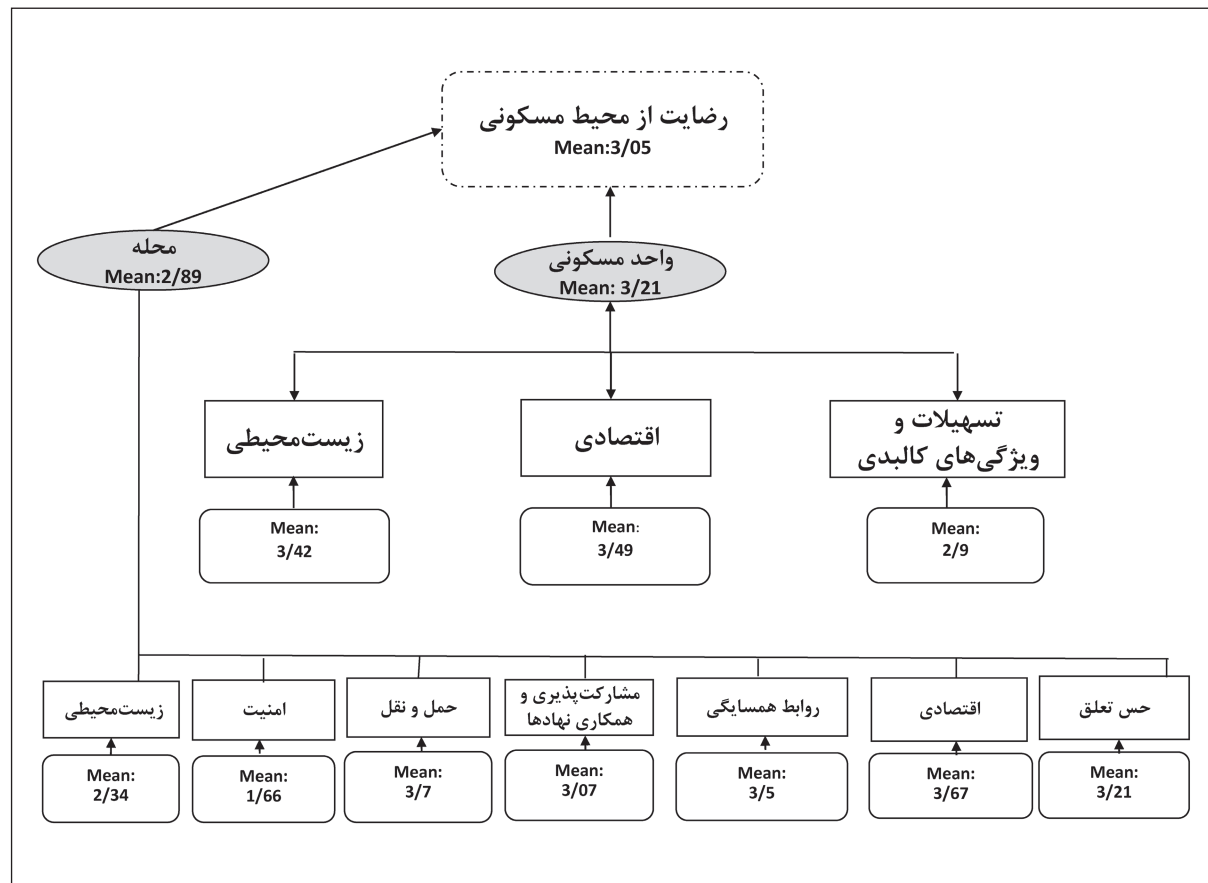 رضایت از محیط مسکونی
Mean:3/05
محله
Mean:2/89
واحد مسکونی
Mean: 3/21
تسهیلات و
ویژگی‌های کالبدی
اقتصادی
زیست‌محیطی
Mean:
2/9
Mean:
3/49
Mean:
3/42
حس تعلق
اقتصادی
روابط همسایگی
مشارکت‌پذیری و
همکاری نهادها
حمل و نقل
امنیت
زیست‌محیطی
Mean:
3/21
Mean:
3/67
Mean:
3/5
Mean:
3/07
Mean:
3/7
Mean:
1/66
Mean:
2/34